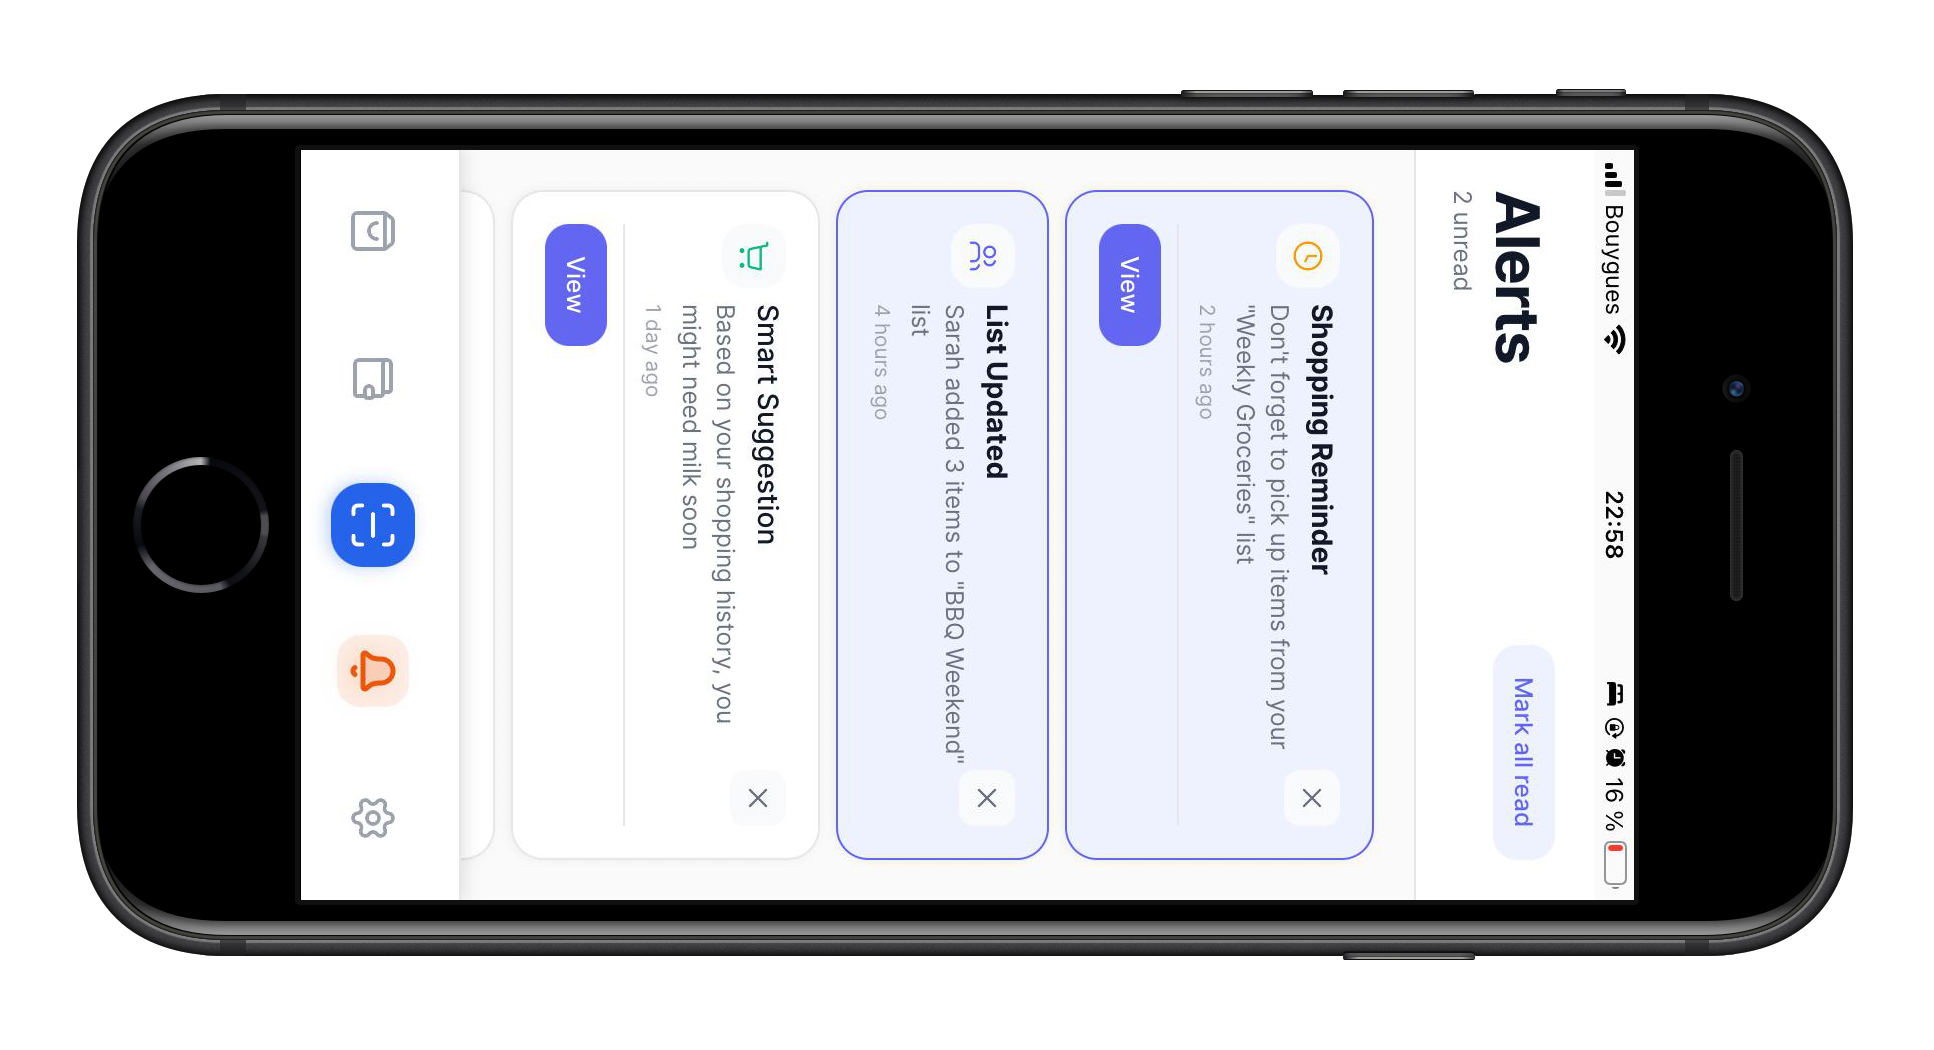 Bouygues 22:58 16 %
Alerts
2 unread
Mark all read
Shopping Reminder
Don't forget to pick up items from your
"Weekly Groceries" list
2 hours ago
View
List Updated
Sarah added 3 items to "BBQ Weekend"
list
4 hours ago
Smart Suggestion
Based on your shopping history, you
might need milk soon
1 day ago
View